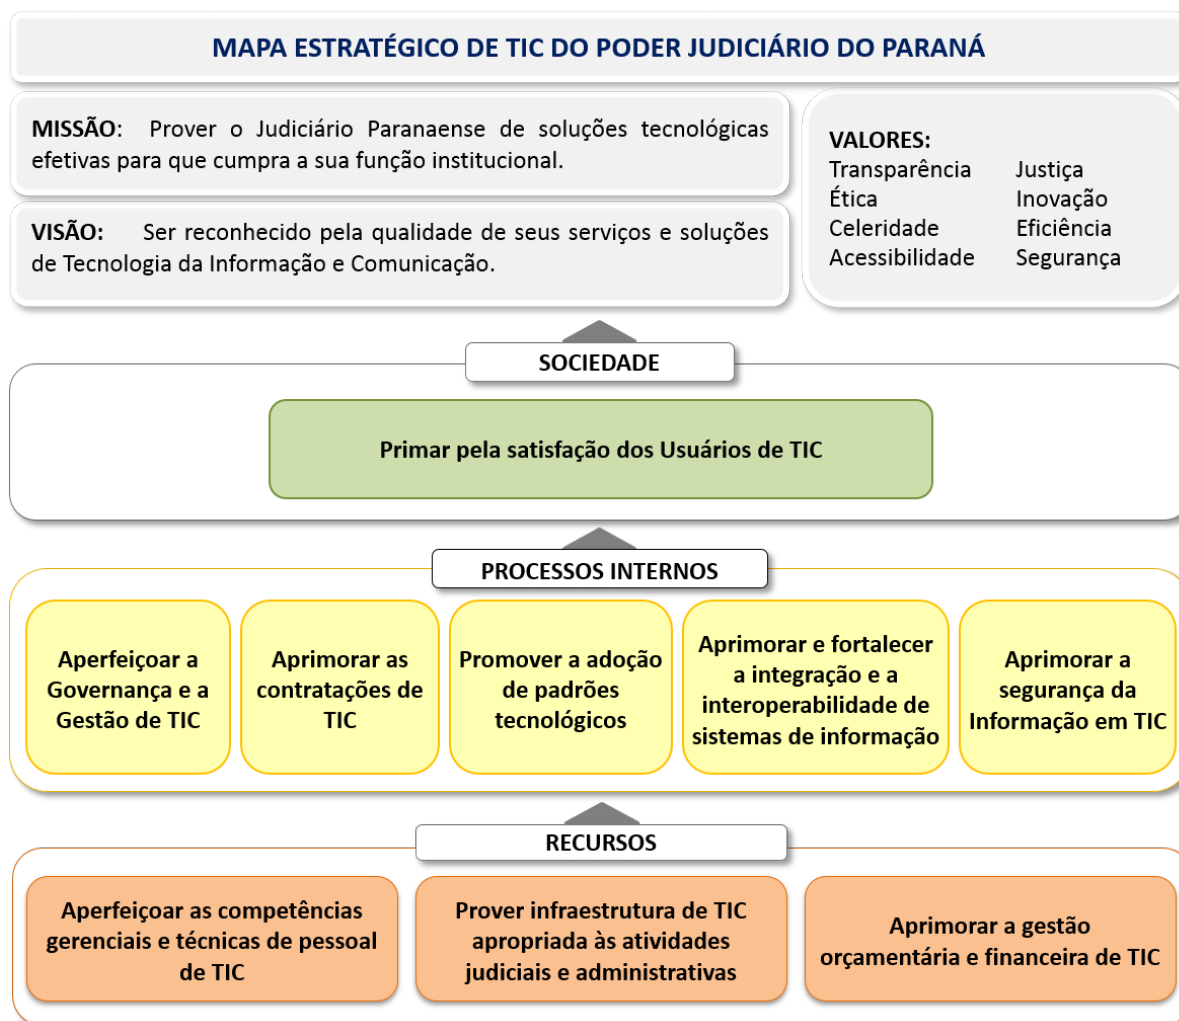 MAPA ESTRATÉGICO DE TIC DO PODER JUDICIÁRIO DO PARANÁ
MISSÃO: Prover o Judiciário Paranaense de soluções tecnológicas
efetivas para que cumpra a sua função institucional.
VISÃO: Ser reconhecido pela qualidade de seus serviços e soluções
de Tecnologia da Informação e Comunicação.
VALORES:
Transparência Justiça
Ética Inovação
Celeridade Eficiência
Acessibilidade Segurança
SOCIEDADE
Primar pela satisfação dos Usuários de TIC
PROCESSOS INTERNOS
Aperfeiçoar a
Governança e a
Gestão de TIC
Aprimorar as
contratações de
TIC
Promover a adoção
de padrões
tecnológicos
Aprimorar e fortalecer
a integração e a
interoperabilidade de
sistemas de informação
Aprimorar a
segurança da
Informação em TIC
RECURSOS
Aperfeiçoar as competências
gerenciais e técnicas de pessoal
de TIC
Prover infraestrutura de TIC
apropriada às atividades
judiciais e administrativas
Aprimorar a gestão
orçamentária e financeira de TIC